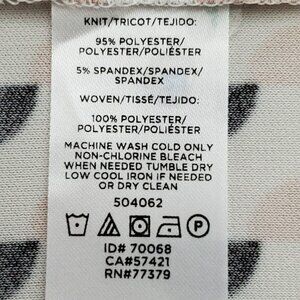 KNIT/TRICOT/TEJIDO:
95% POLYESTER/
POLYESTER/POLIÉSTER
5% SPANDEX/SPANDEX/
SPANDEX
WOVEN/TISSÉ/TEJIDO:
100% POLYESTER/
POLYESTER/POLIÉSTER
MACHINE WASH COLD ONLY
NON-CHLORINE BLEACH
WHEN NEEDED TUMBLE DRY
LOW COOL IRON IF NEEDED
OR DRY CLEAN
504062
ID# 70068
CA#57421
RN#77379